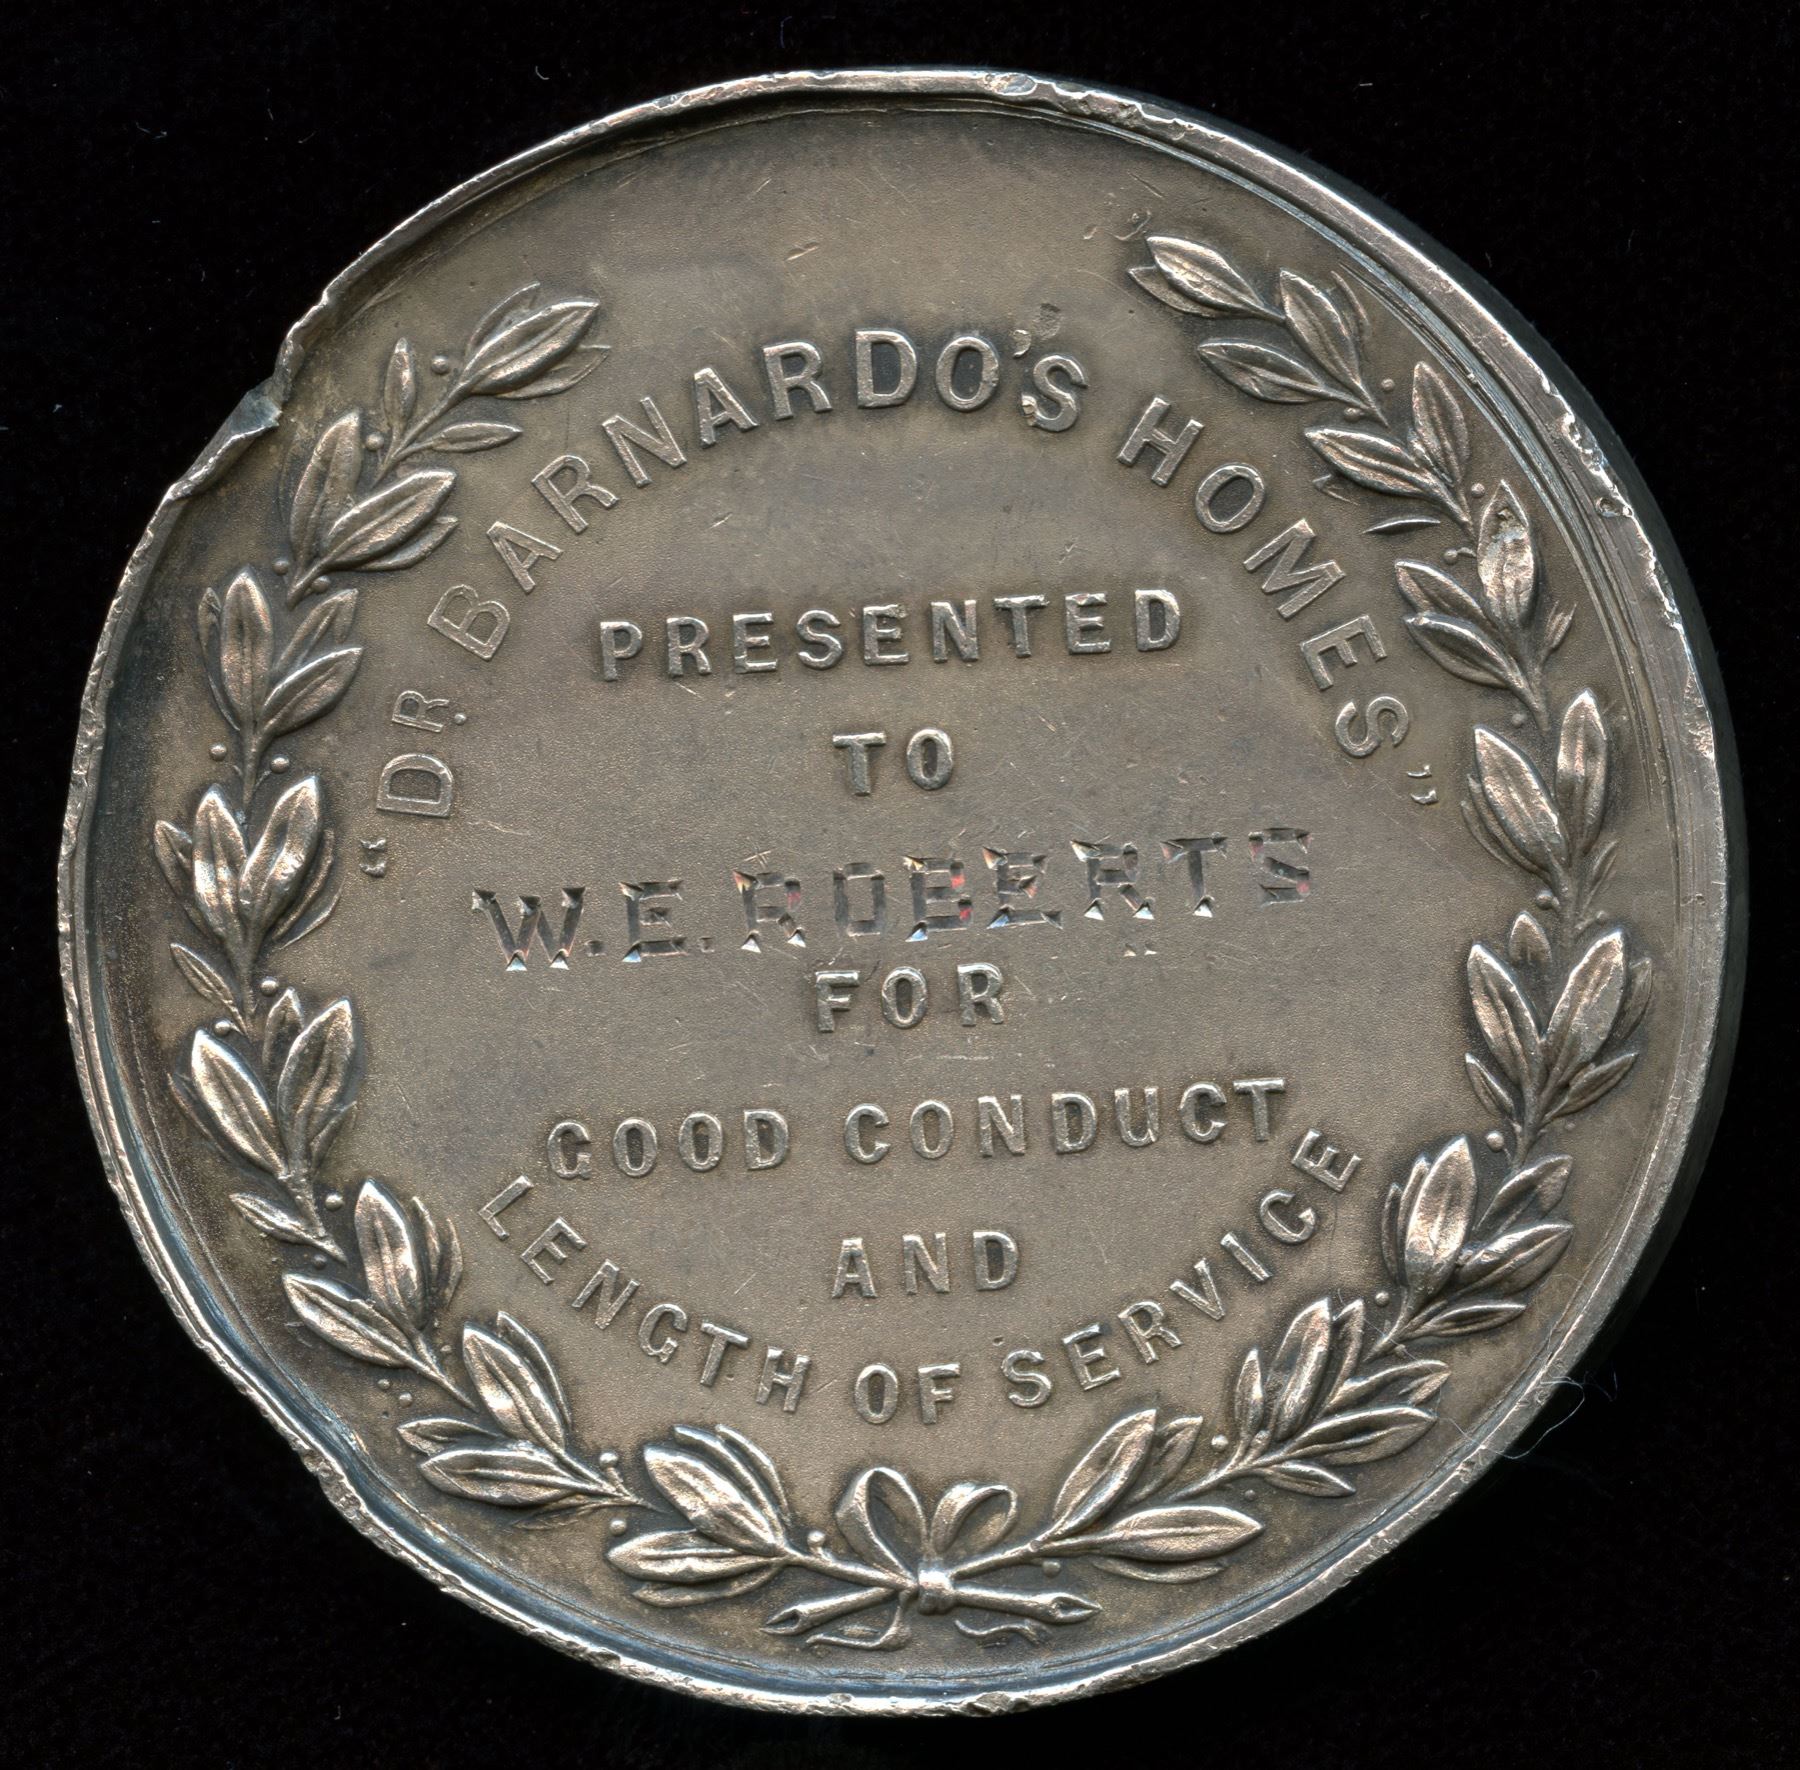 "DR. BARNARDO'S HOMES"
PRESENTED
TO
W.E.ROBERTS
FOR
GOOD CONDUCT
AND
LENGTH OF SERVICE